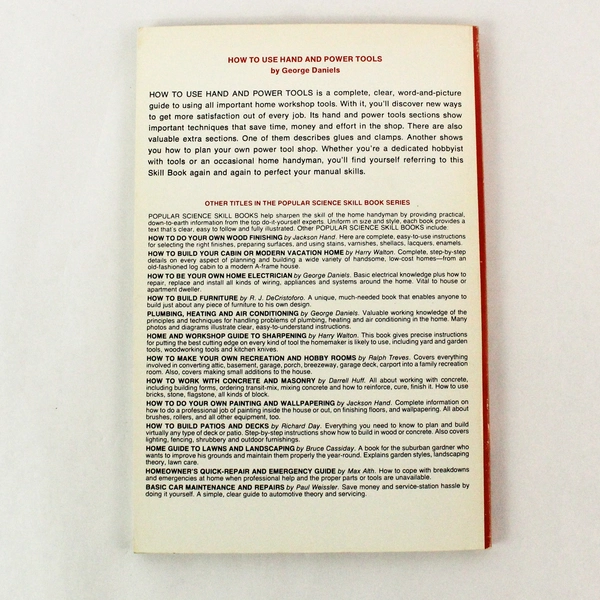 HOW TO USE HAND AND POWER TOOLS
by George Daniels
HOW TO USE HAND AND POWER TOOLS is a complete, clear, word-and-picture
guide to using all important home workshop tools. With it, you'll discover new ways
to get more satisfaction out of every job. Its hand and power tools sections show
important techniques that save time, money and effort in the shop. There are also
valuable extra sections. One of them describes glues and clamps. Another shows
you how to plan your own power tool shop. Whether you're a dedicated hobbyist
with tools or an occasional home handyman, you'll find yourself referring to this
Skill Book again and again to perfect your manual skills.
OTHER TITLES IN THE POPULAR SCIENCE SKILL BOOK SERIES
POPULAR SCIENCE SKILL BOOKS help sharpen the skill of the home handyman by providing practical,
down-to-earth information from the top do-it-yourself experts. Uniform in size and style, each book provides a
text that's clear, easy to follow and fully illustrated. Other POPULAR SCIENCE SKILL BOOKS include:
HOW TO DO YOUR OWN WOOD FINISHING by Jackson Hand. Here are complete, easy-to-use instructions
for selecting the right finishes, preparing surfaces, and using stains, varnishes, shellacs, lacquers, enamels.
HOW TO BUILD YOUR CABIN OR MODERN VACATION HOME by Harry Walton. Complete, step-by-step
details on every aspect of planning and building a wide variety of handsome, low-cost homes—from an
old-fashioned log cabin to a modern A-frame house.
HOW TO BE YOUR OWN HOME ELECTRICIAN by George Daniels. Basic electrical knowledge plus how to
repair, replace and install all kinds of wiring, appliances and systems around the home. Vital to house or
apartment dweller.
HOW TO BUILD FURNITURE by R. J. DeCristoforo. A unique, much-needed book that enables anyone to
build just about any piece of furniture to his own design.
PLUMBING, HEATING AND AIR CONDITIONING by George Daniels. Valuable working knowledge of the
principles and techniques for handling problems of plumbing, heating and air conditioning in the home. Many
photos and diagrams illustrate clear, easy-to-understand instructions.
HOME AND WORKSHOP GUIDE TO SHARPENING by Harry Walton. This book gives precise instructions
for putting the best cutting edge on every kind of tool the homemaker is likely to use, including yard and garden
tools, woodworking tools and kitchen knives.
HOW TO MAKE YOUR OWN RECREATION AND HOBBY ROOMS by Ralph Treves. Covers everything
involved in converting attic, basement, garage, porch, breezeway, garage deck, carport into a family recreation
room. Also, covers making small additions to the house.
HOW TO WORK WITH CONCRETE AND MASONRY by Darrell Huff. All about working with concrete,
including building forms, ordering transit-mix, mixing concrete and how to reinforce, cure, finish it. How to use
bricks, stone, flagstone, all kinds of block.
HOW TO DO YOUR OWN PAINTING AND WALLPAPERING by Jackson Hand. Complete information on
how to do a professional job of painting inside the house or out, on finishing floors, and wallpapering. All about
brushes, rollers, and all other equipment, too.
HOW TO BUILD PATIOS AND DECKS by Richard Day. Everything you need to know to plan and build
virtually any type of deck or patio. Step-by-step instructions show how to build in wood or concrete. Also covers
lighting, fencing, shrubbery and outdoor furnishings.
HOME GUIDE TO LAWNS AND LANDSCAPING by Bruce Cassiday. A book for the suburban gardner who
wants to improve his grounds and maintain them properly the year-round. Explains garden styles, landscaping
theory, lawn care.
HOMEOWNER'S QUICK-REPAIR AND EMERGENCY GUIDE by Max Alth. How to cope with breakdowns
and emergencies at home when professional help and the proper parts or tools are unavailable.
BASIC CAR MAINTENANCE AND REPAIRS by Paul Weissler. Save money and service-station hassle by
doing it yourself. A simple, clear guide to automotive theory and servicing.